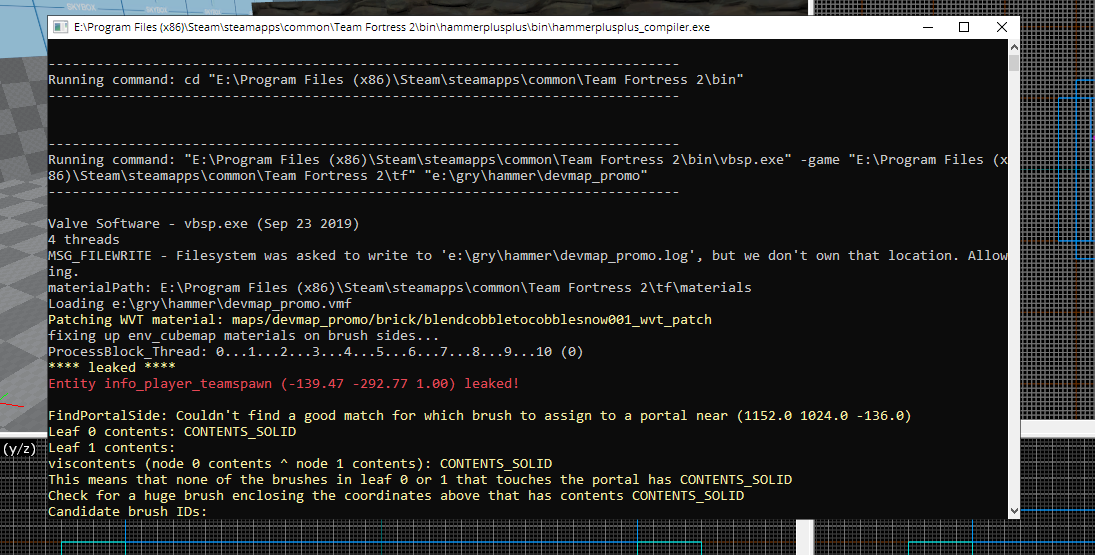 SKYBOX
SKYBOX
E:\Program Files (x86)\Steam\steamapps\common\Team Fortress 2\bin\hammerplusplus\bin\hammerplusplus_compiler.exe
--------------------------------------------------------------------------------
Running command: cd "E:\Program Files (x86)\Steam\steamapps\common\Team Fortress 2\bin"
--------------------------------------------------------------------------------
--------------------------------------------------------------------------------
Running command: "E:\Program Files (x86)\Steam\steamapps\common\Team Fortress 2\bin\vbsp.exe" -game "E:\Program Files (x
86)\Steam\steamapps\common\Team Fortress 2\tf" "e:\gry\hammer\devmap_promo"
--------------------------------------------------------------------------------
Valve Software - vbsp.exe (Sep 23 2019)
4 threads
MSG_FILEWRITE - Filesystem was asked to write to 'e:\gry\hammer\devmap_promo.log', but we don't own that location. Allow
ing.
materialPath: E:\Program Files (x86)\Steam\steamapps\common\Team Fortress 2\tf\materials
Loading e:\gry\hammer\devmap_promo.vmf
Patching WVT material: maps/devmap_promo/brick/blendcobbletocobblesnow001_wvt_patch
fixing up env_cubemap materials on brush sides...
ProcessBlock_Thread: 0...1...2...3...4...5...6...7...8...9...10 (0)
**** leaked ****
Entity info_player_teamspawn (-139.47 -292.77 1.00) leaked!
FindPortalSide: Couldn't find a good match for which brush to assign to a portal near (1152.0 1024.0 -136.0)
Leaf 0 contents: CONTENTS_SOLID
Leaf 1 contents:
viscontents (node 0 contents ^ node 1 contents): CONTENTS_SOLID
This means that none of the brushes in leaf 0 or 1 that touches the portal has CONTENTS_SOLID
Check for a huge brush enclosing the coordinates above that has contents CONTENTS_SOLID
Candidate brush IDs:
(y/z)